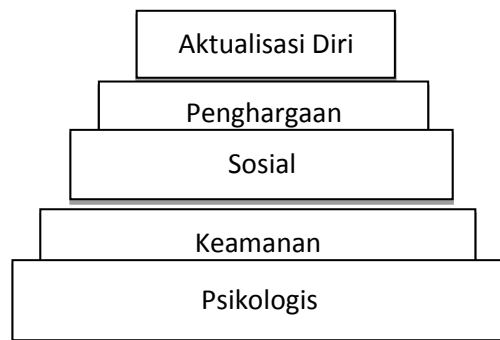 Aktualisasi Diri
Penghargaan
Sosial
Keamanan
Psikologis